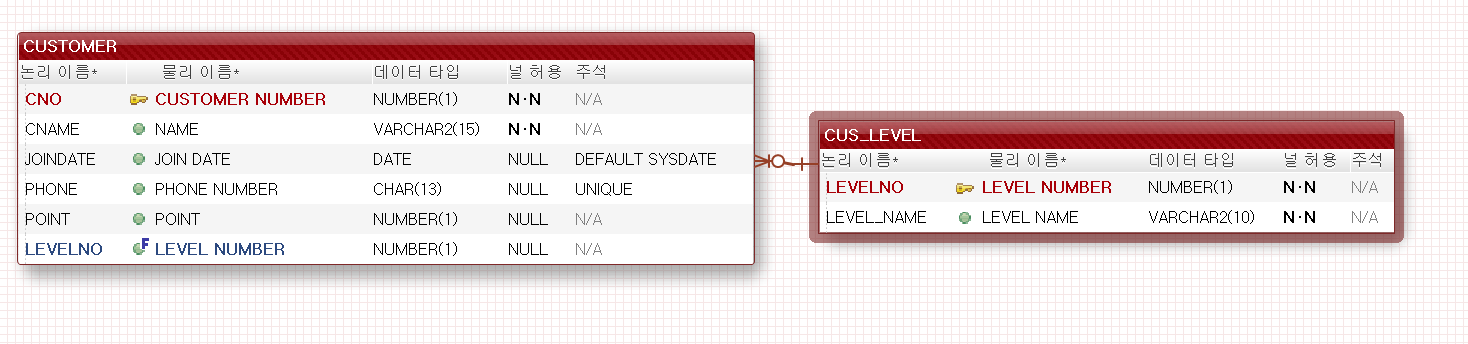 CUSTOMER
논리 이름* 물리 이름* 데이터 타입 널 허용 주석
CNO CUSTOMER NUMBER NUMBER(1) N·N N/A
CNAME NAME VARCHAR2(15) N·N N/A
JOINDATE JOIN DATE DATE NULL DEFAULT SYSDATE
PHONE PHONE NUMBER CHAR(13) NULL UNIQUE
POINT POINT NUMBER(1) NULL N/A
LEVELNO F LEVEL NUMBER NUMBER(1) NULL N/A
CUS_LEVEL
논리 이름* 물리 이름* 데이터 타입 널 허용 주석
LEVELNO LEVEL NUMBER NUMBER(1) N·N N/A
LEVEL_NAME LEVEL NAME VARCHAR2(10) N·N N/A